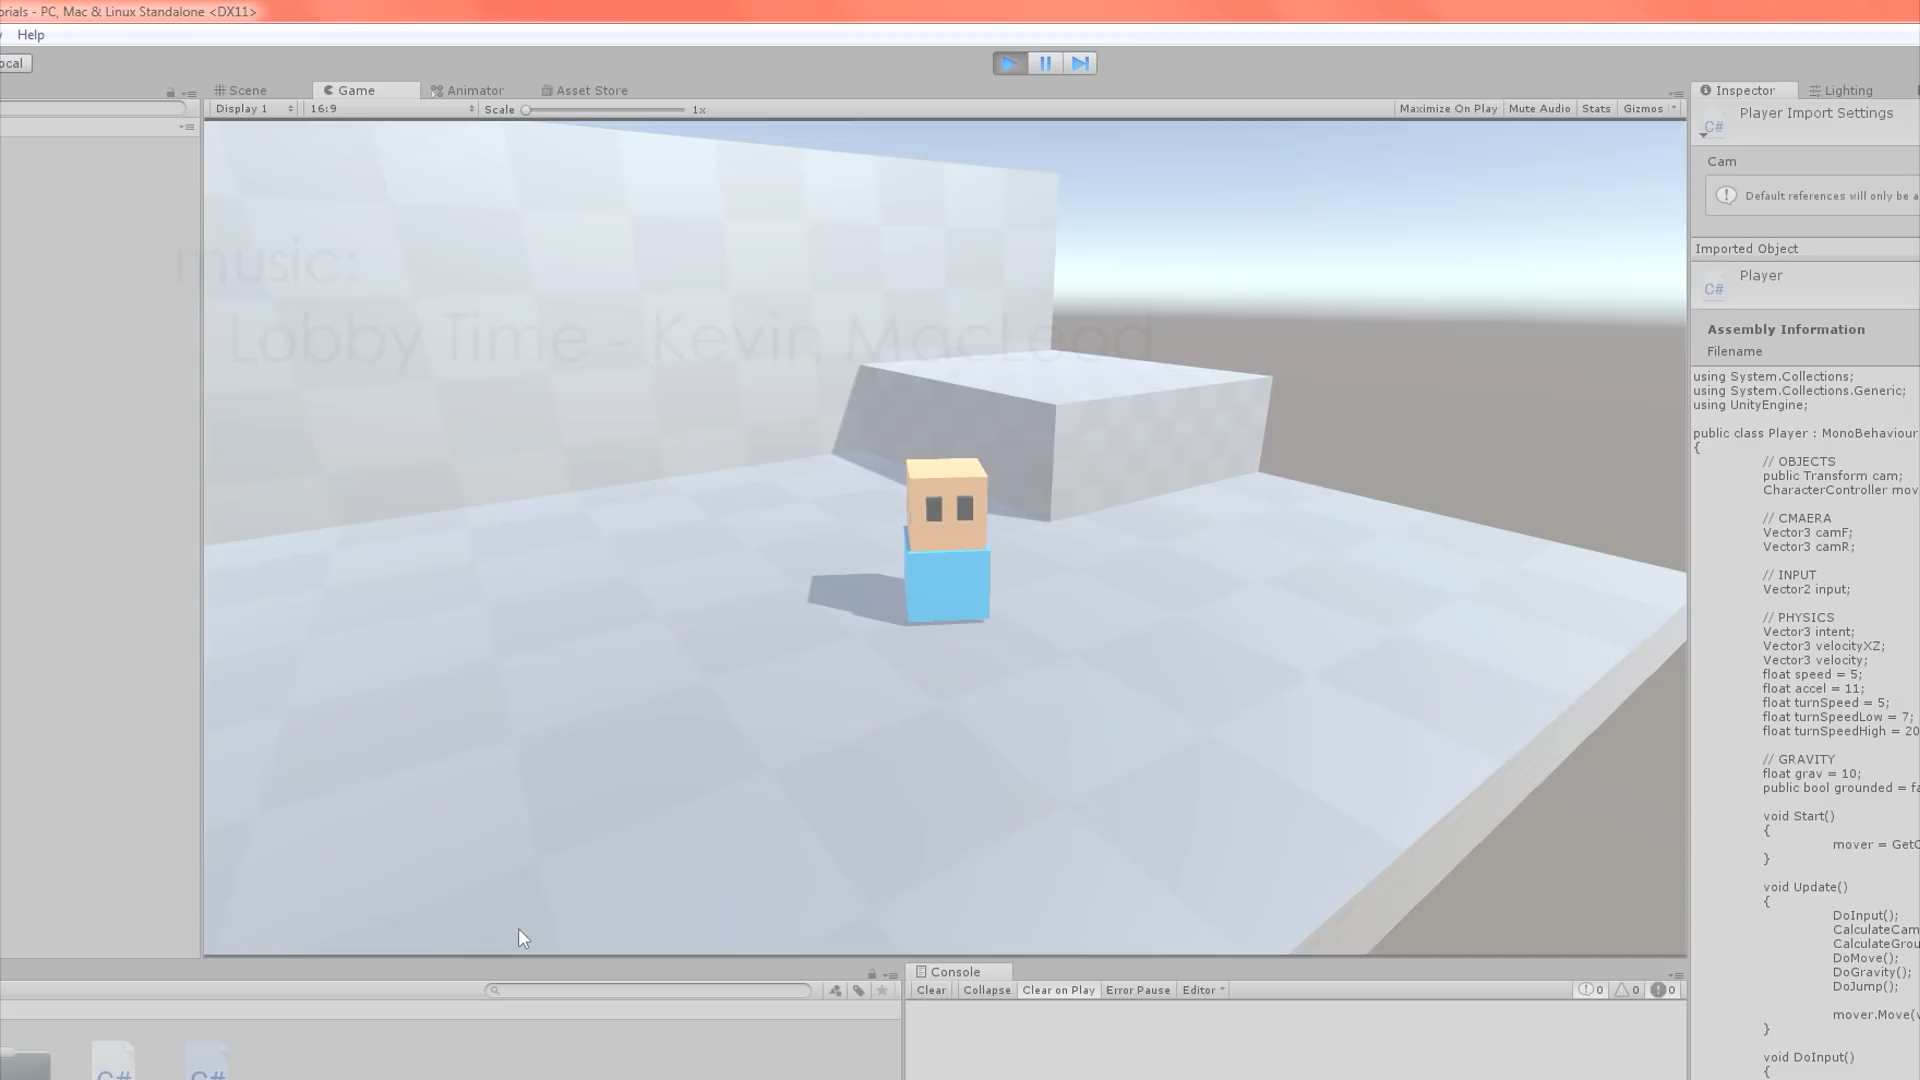 orials - PC, Mac & Linux Standalone <DX11>
Help
ocal
Scene
Game
Animator
Asset Store
Display 1
16:9
Scale
1x
Maximize On Play
Mute Audio
Stats
Gizmos
music:
Lobby Time - Kevin MacLeod
Inspector
Lighting
C#
Player Import Settings
Cam
Default references will only be a
Imported Object
C#
Player
Assembly Information
Filename
using System.Collections;
using System.Collections.Generic;
using UnityEngine;
public class Player : MonoBehaviour
{
// OBJECTS
public Transform cam;
CharacterController mov
// CMAERA
Vector3 camF;
Vector3 camR;
// INPUT
Vector2 input;
// PHYSICS
Vector3 intent;
Vector3 velocityXZ;
Vector3 velocity;
float speed = 5;
float accel = 11;
float turnSpeed = 5;
float turnSpeedLow = 7;
float turnSpeedHigh = 20
// GRAVITY
float grav = 10;
public bool grounded = fa
void Start()
{
mover = GetC
}
void Update()
{
DoInput();
CalculateCam
CalculateGrou
DoMove();
DoGravity();
DoJump();
mover.Move(v
}
void DoInput()
{
Console
Clear
Collapse
Clear on Play
Error Pause
Editor
0
0
0
C#
C#